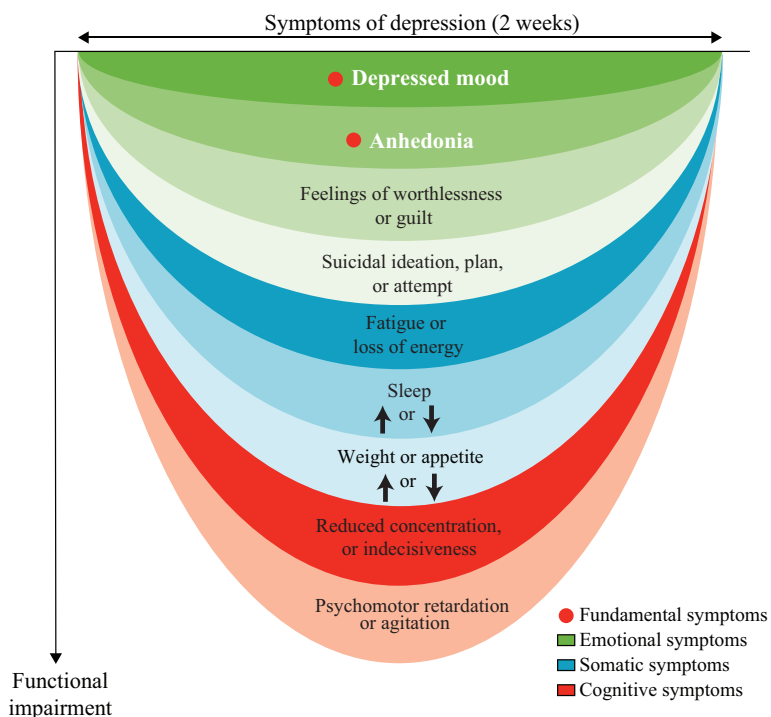 Symptoms of depression (2 weeks)
Depressed mood
Anhedonia
Feelings of worthlessness
or guilt
Suicidal ideation, plan,
or attempt
Fatigue or
loss of energy
Sleep
or
Weight or appetite
or
Reduced concentration,
or indecisiveness
Psychomotor retardation
or agitation
Fundamental symptoms
Emotional symptoms
Somatic symptoms
Cognitive symptoms
Functional
impairment